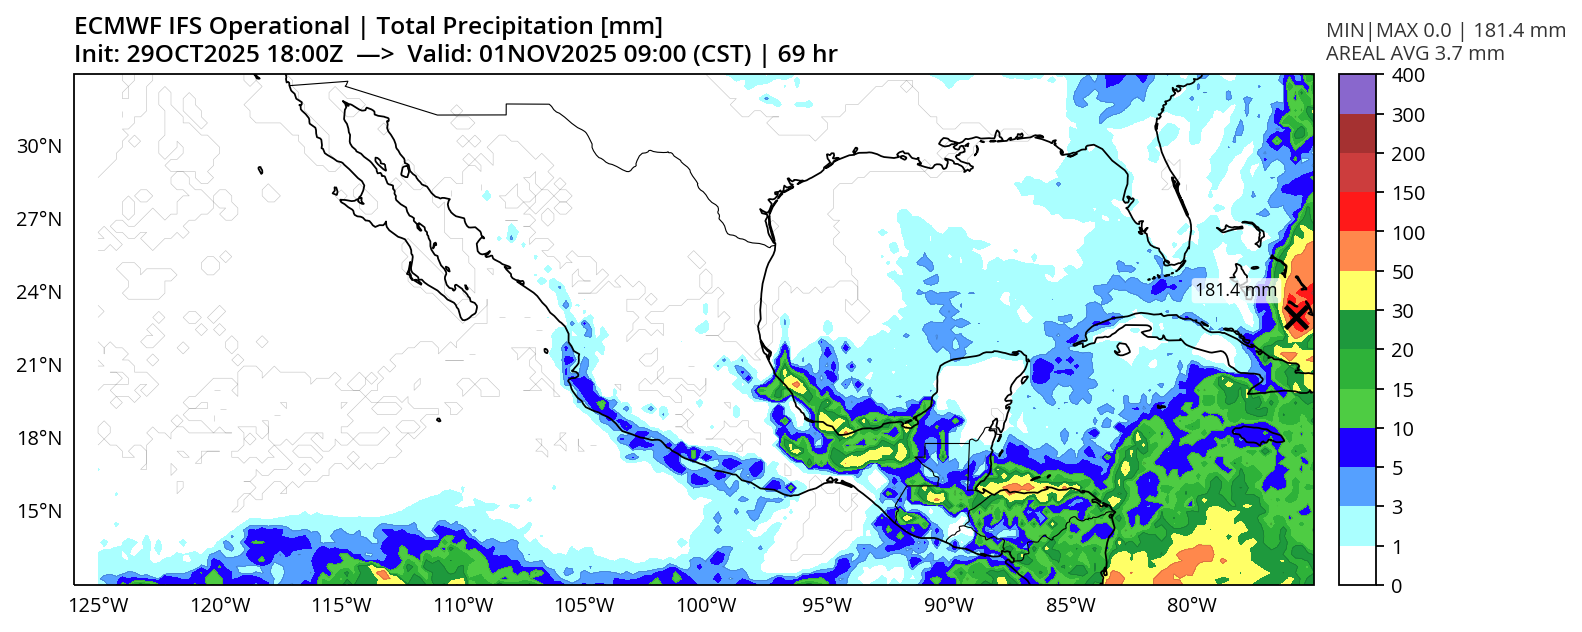 ECMWF IFS Operational | Total Precipitation [mm]
Init: 29OCT2025 18:00Z —> Valid: 01NOV2025 09:00 (CST) | 69 hr
MIN|MAX 0.0 | 181.4 mm
AREAL AVG 3.7 mm
400
300
200
150
100
50
30
20
15
10
5
3
1
0
30°N
27°N
24°N
21°N
18°N
15°N
181.4 mm
125°W
120°W
115°W
110°W
105°W
100°W
95°W
90°W
85°W
80°W